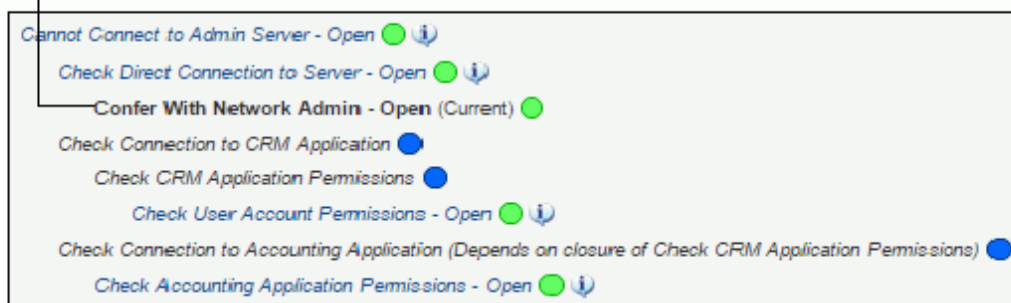 Cannot Connect to Admin Server - Open
Check Direct Connection to Server - Open
Confer With Network Admin - Open (Current)
Check Connection to CRM Application
Check CRM Application Permissions
Check User Account Permissions - Open
Check Connection to Accounting Application (Depends on closure of Check CRM Application Permissions)
Check Accounting Application Permissions - Open